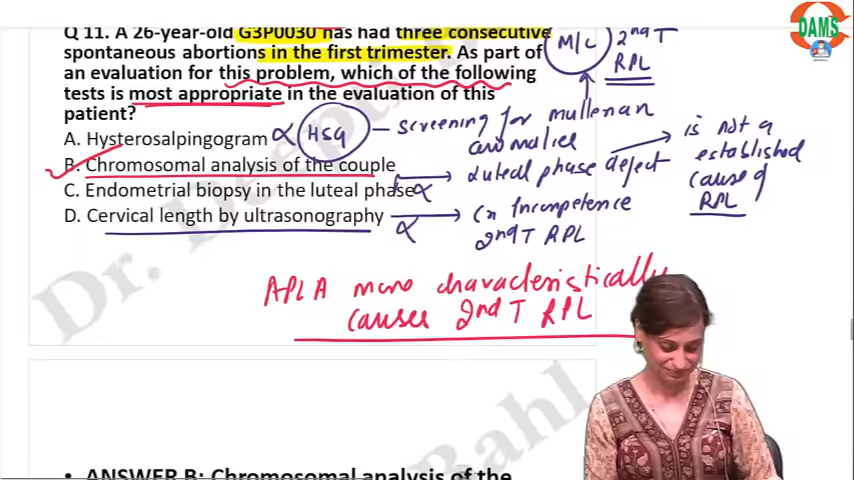 Q 11. A 26-year-old G3P0030 has had three consecutive
spontaneous abortions in the first trimester. As part of
an evaluation for this problem, which of the following
tests is most appropriate in the evaluation of this
patient?
A. Hysterosalpingogram
B. Chromosomal analysis of the couple
C. Endometrial biopsy in the luteal phase
D. Cervical length by ultrasonography
M/C 2nd T
RPL
HSG – screening for mullerian
anomalies
Luteal phase defect
is not a
established
cause of
RPL
Cx Incompetence
2nd T RPL
APLA more characteristically
causes 2nd T RPL
ANSWER B: Chromosomal analysis of the
DAMS
Dr. Deepti Bahl